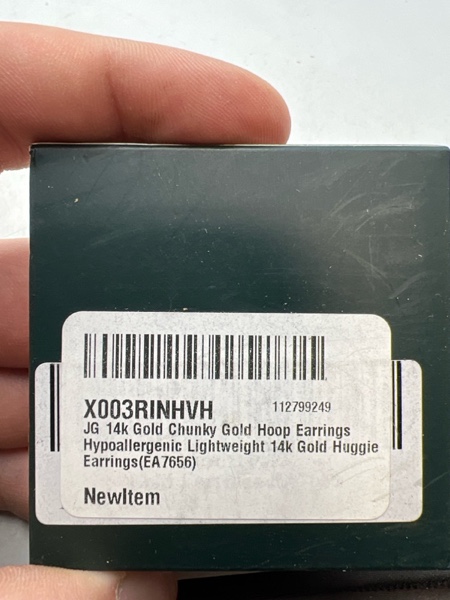 X003RINHVH 112799249
JG 14k Gold Chunky Gold Hoop Earrings
Hypoallergenic Lightweight 14k Gold Huggie
Earrings(EA7656)
NewItem